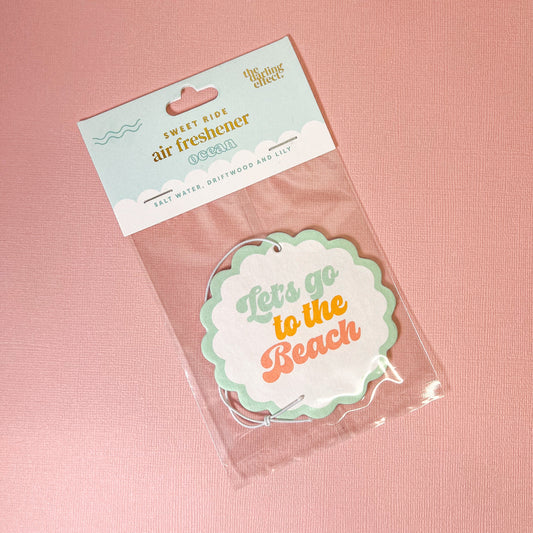 the
darling
effect.
SWEET RIDE
air freshener
ocean
SALT WATER, DRIFTWOOD AND LILY
Let's go
to the
Beach